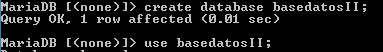 MariaDB [(none)]> create database basedatosII;
Query OK, 1 row affected (0.01 sec)
MariaDB [(none)]> use basedatosII;